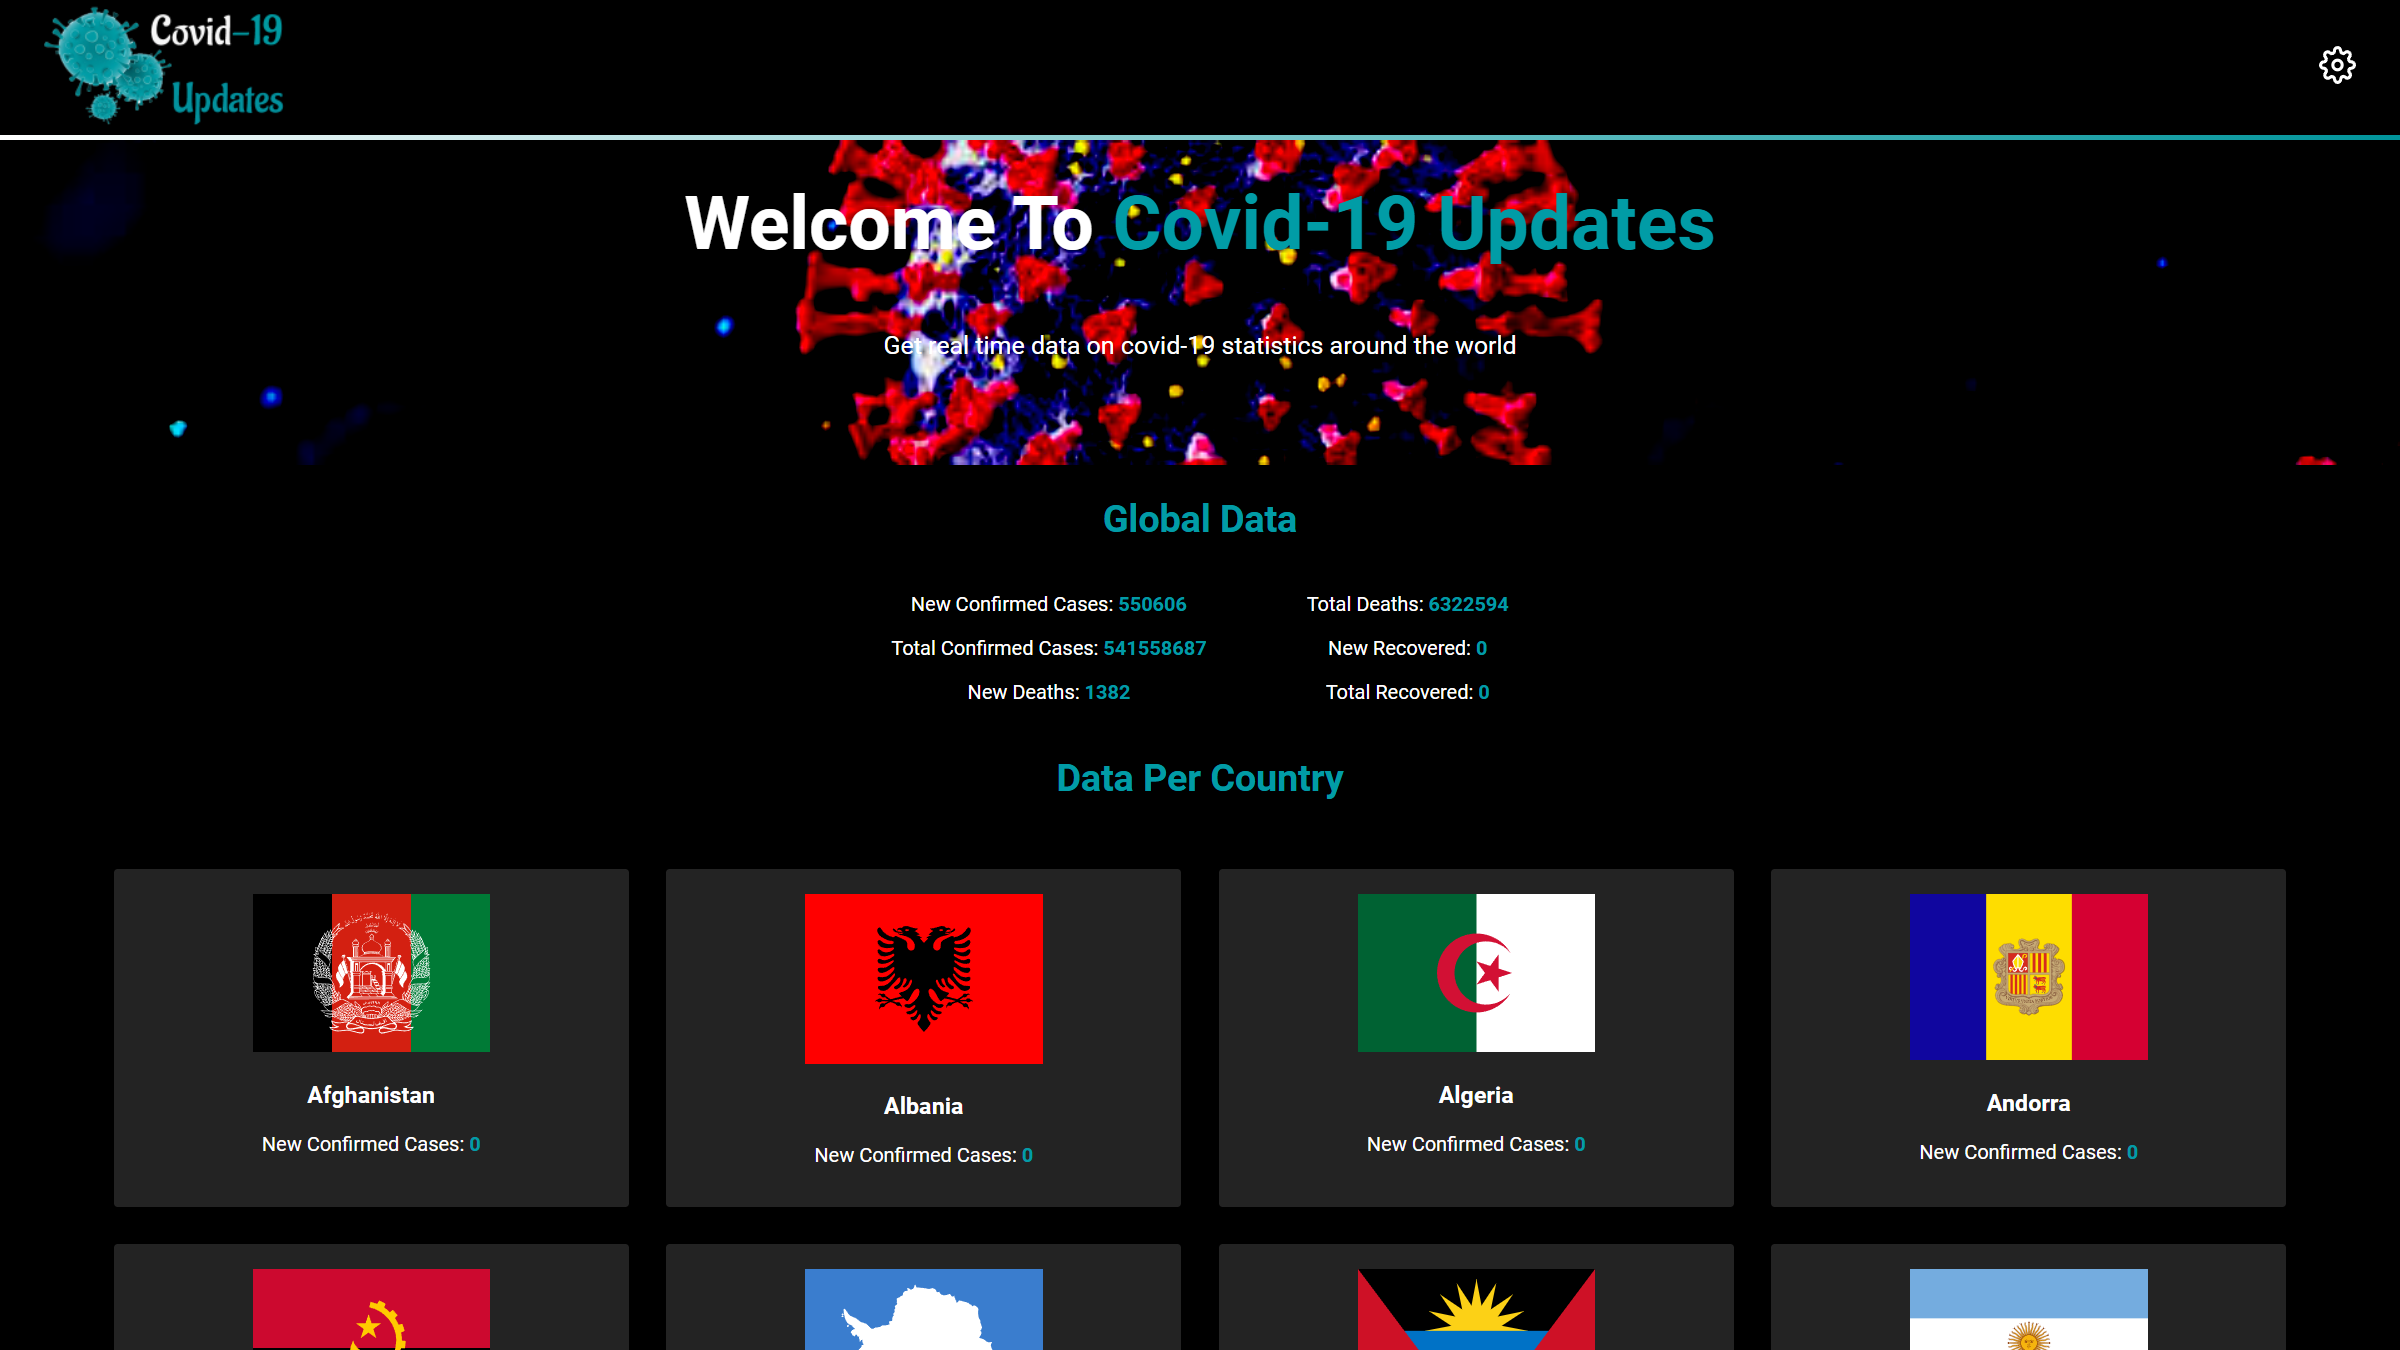 Covid-19
Updates
Welcome To Covid-19 Updates
Get real time data on covid-19 statistics around the world
Global Data
New Confirmed Cases: 550606
Total Confirmed Cases: 541558687
New Deaths: 1382
Total Deaths: 6322594
New Recovered: 0
Total Recovered: 0
Data Per Country
Afghanistan
New Confirmed Cases: 0
Albania
New Confirmed Cases: 0
Algeria
New Confirmed Cases: 0
Andorra
New Confirmed Cases: 0